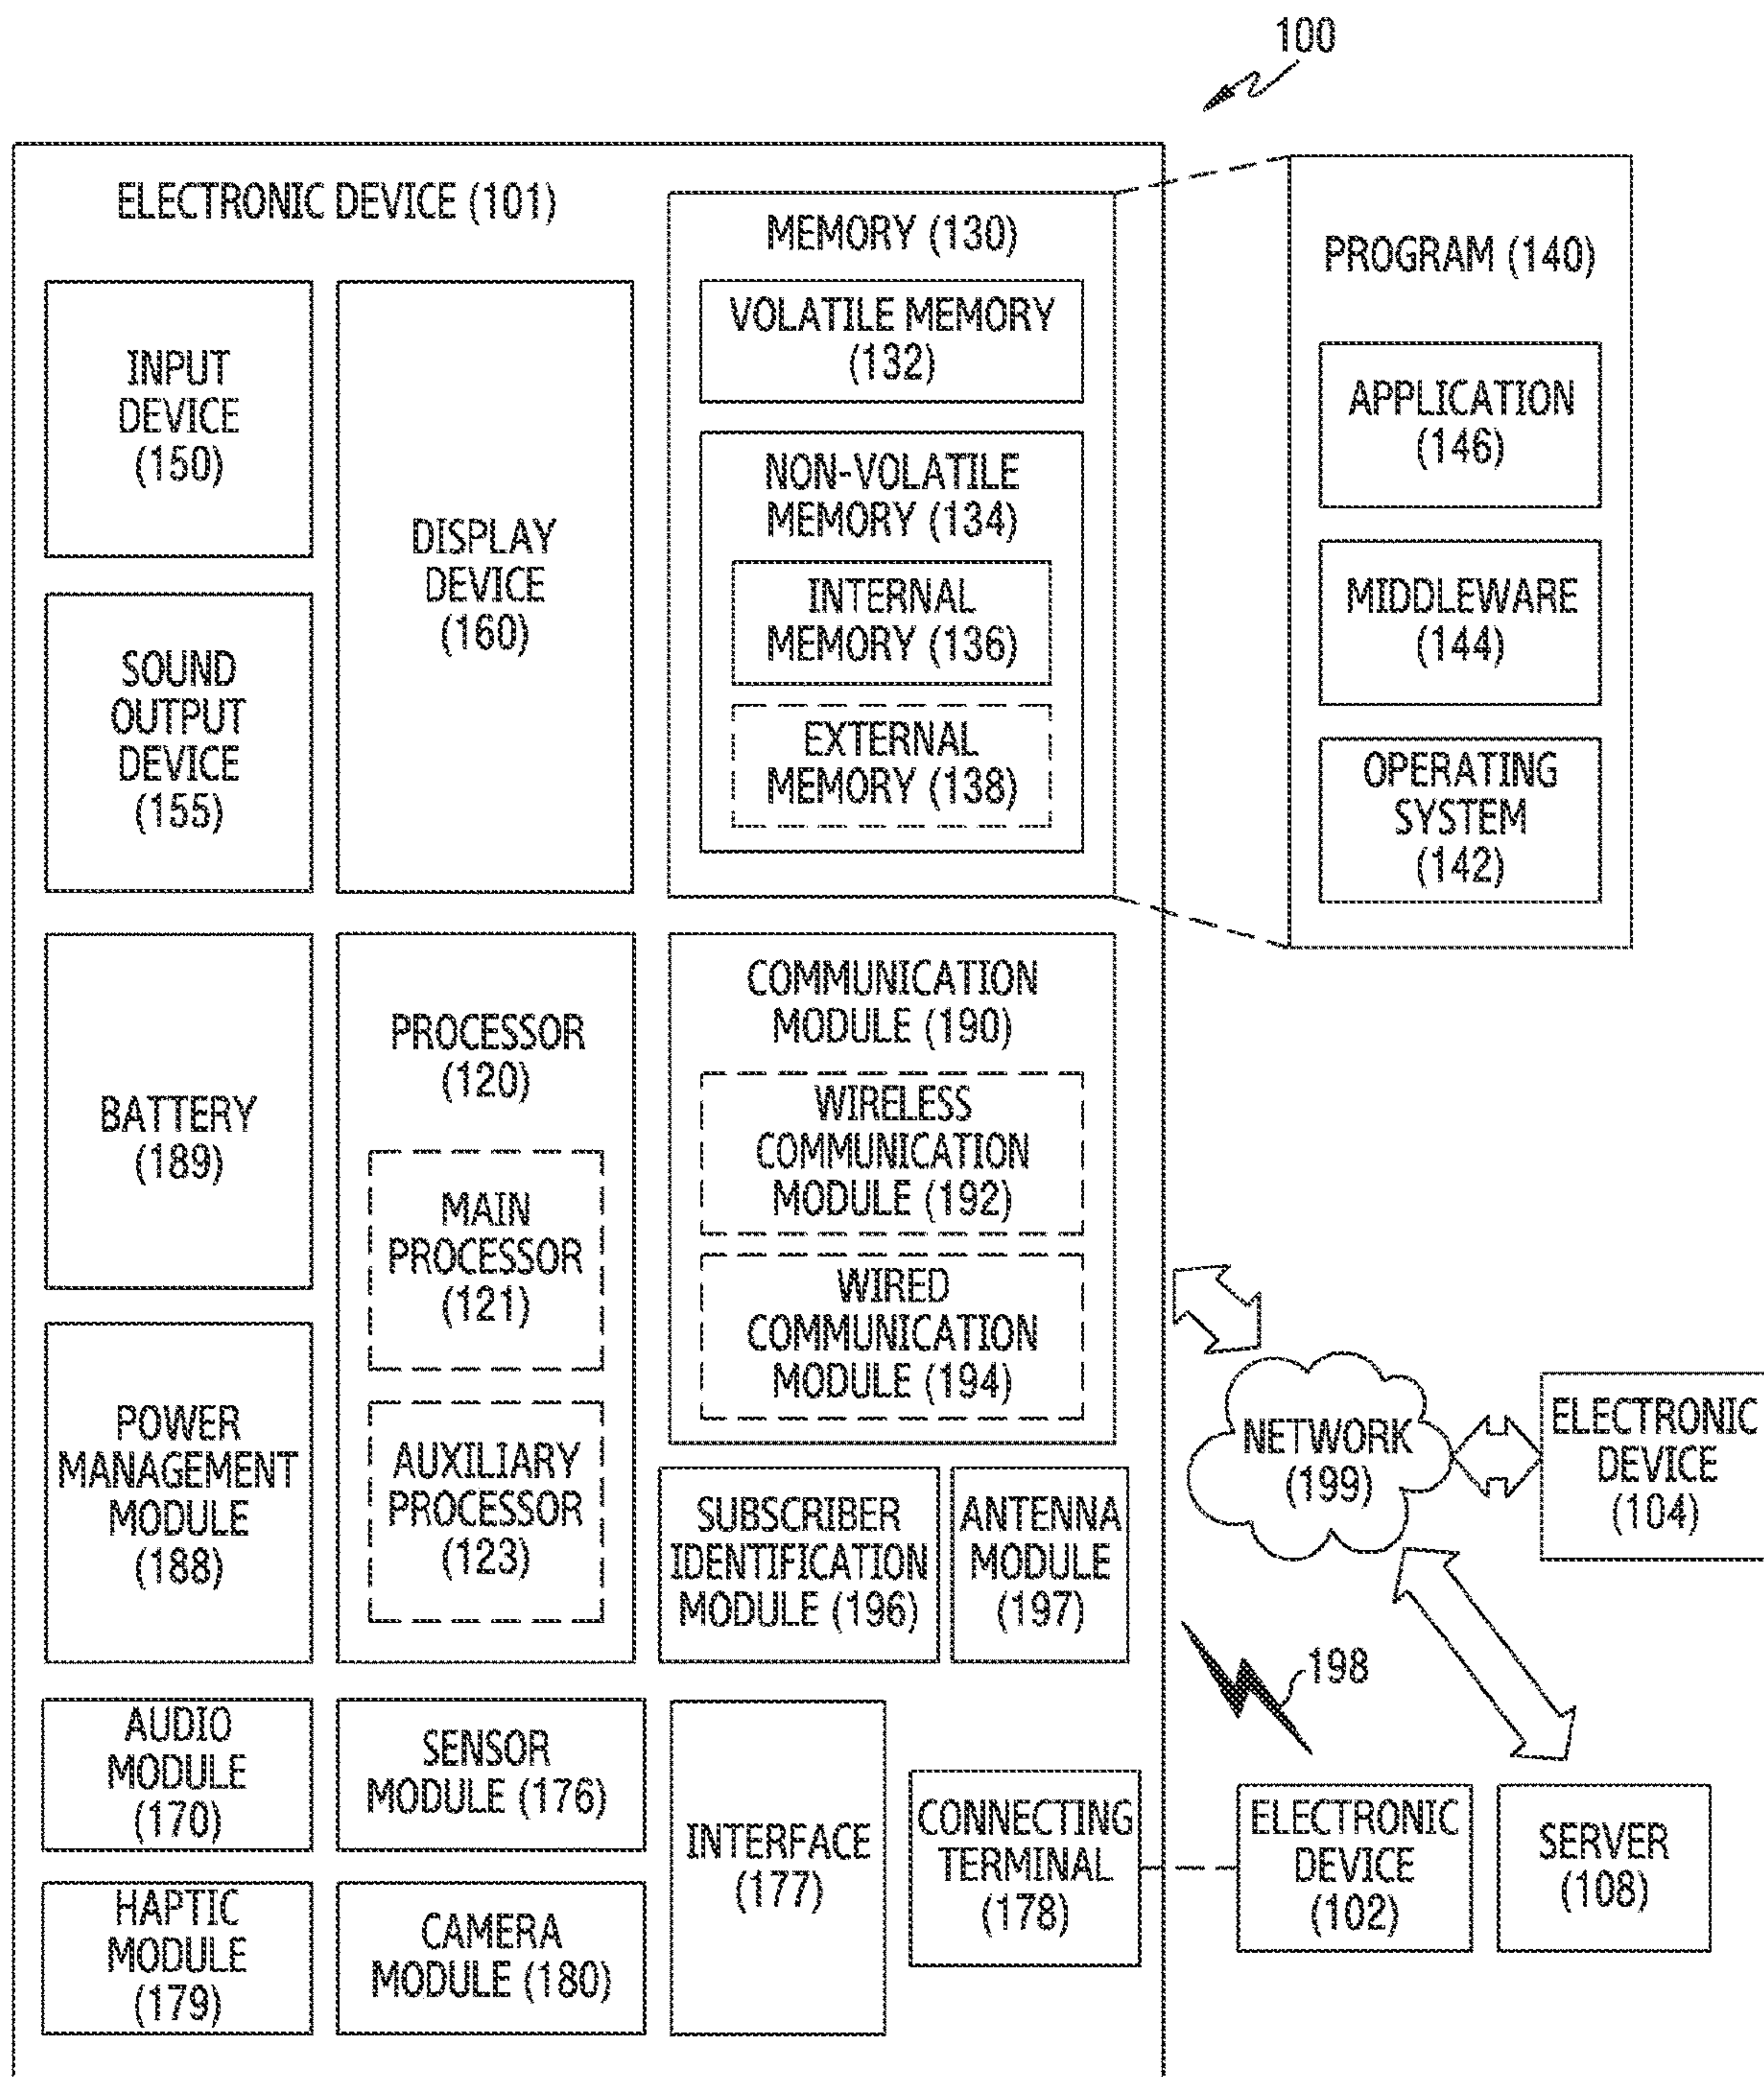 100
ELECTRONIC DEVICE (101)
INPUT
DEVICE
(150)
SOUND
OUTPUT
DEVICE
(155)
DISPLAY
DEVICE
(160)
MEMORY (130)
VOLATILE MEMORY
(132)
NON-VOLATILE
MEMORY (134)
INTERNAL
MEMORY (136)
EXTERNAL
MEMORY (138)
PROGRAM (140)
APPLICATION
(146)
MIDDLEWARE
(144)
OPERATING
SYSTEM
(142)
BATTERY
(189)
POWER
MANAGEMENT
MODULE
(188)
PROCESSOR
(120)
MAIN
PROCESSOR
(121)
AUXILIARY
PROCESSOR
(123)
COMMUNICATION
MODULE (190)
WIRELESS
COMMUNICATION
MODULE (192)
WIRED
COMMUNICATION
MODULE (194)
SUBSCRIBER
IDENTIFICATION
MODULE (196)
ANTENNA
MODULE
(197)
NETWORK
(199)
ELECTRONIC
DEVICE
(104)
198
AUDIO
MODULE
(170)
SENSOR
MODULE (176)
HAPTIC
MODULE
(179)
CAMERA
MODULE (180)
INTERFACE
(177)
CONNECTING
TERMINAL
(178)
ELECTRONIC
DEVICE
(102)
SERVER
(108)